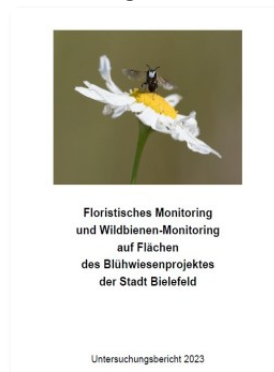 Floristisches Monitoring
und Wildbienen-Monitoring
auf Flächen
des Blühwiesenprojektes
der Stadt Bielefeld
Untersuchungsbericht 2023